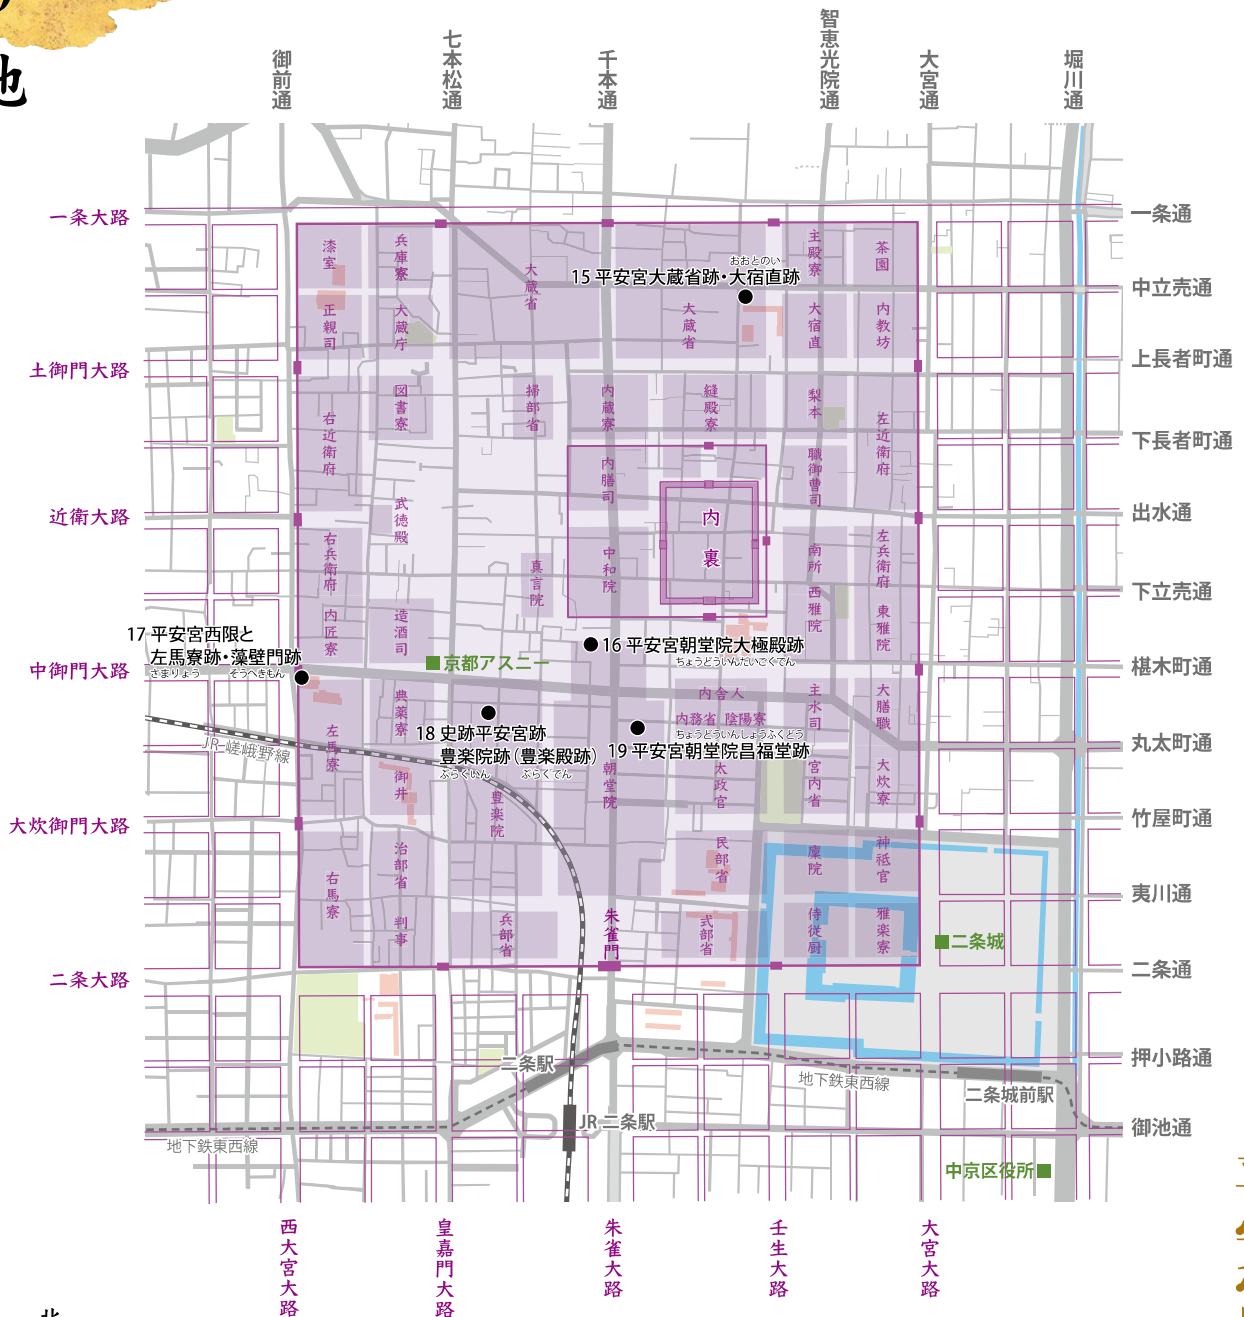 地
御前通
七本松通
千本通
智恵光院通
大宮通
堀川通
一条大路
土御門大路
近衛大路
中御門大路
大炊御門大路
二条大路
一条通
中立売通
上長者町通
下長者町通
出水通
下立売通
椹木町通
丸太町通
竹屋町通
夷川通
二条通
押小路通
御池通
漆室
兵庫寮
大蔵省
主殿寮
茶園
おおとのい
15 平安宮大蔵省跡・大宿直跡
正親司
大蔵庁
大蔵省
大宿直
内教坊
右近衛府
図書寮
掃部省
内蔵寮
縫殿寮
梨本
左近衛府
内膳司
職御曹司
武徳殿
内裏
右兵衛府
真言院
中和院
南所
左兵衛府
内匠寮
造酒司
西雅院
東雅院
17 平安宮西限と
左馬寮跡・藻壁門跡
さまりょう そうへきもん
京都アスニー
16 平安宮朝堂院大極殿跡
ちょうどういんだいごくでん
左馬寮
典薬寮
内舎人
内務省 陰陽寮
主水司
大膳職
18 史跡平安宮跡
豊楽院跡（豊楽殿跡）
ぶらくいん ぶらくでん
ちょうどういんしょうふくどう
19 平安宮朝堂院昌福堂跡
JR 嵯峨野線
御井
豊楽院
朝堂院
太政官
宮内省
大炊寮
右馬寮
治部省
民部省
廩院
神祇官
判事
兵部省
朱雀門
式部省
侍従厨
雅楽寮
二条城
二条駅
地下鉄東西線
二条城前駅
JR 二条駅
地下鉄東西線
中京区役所
西大宮大路
皇嘉門大路
朱雀大路
壬生大路
大宮大路
北